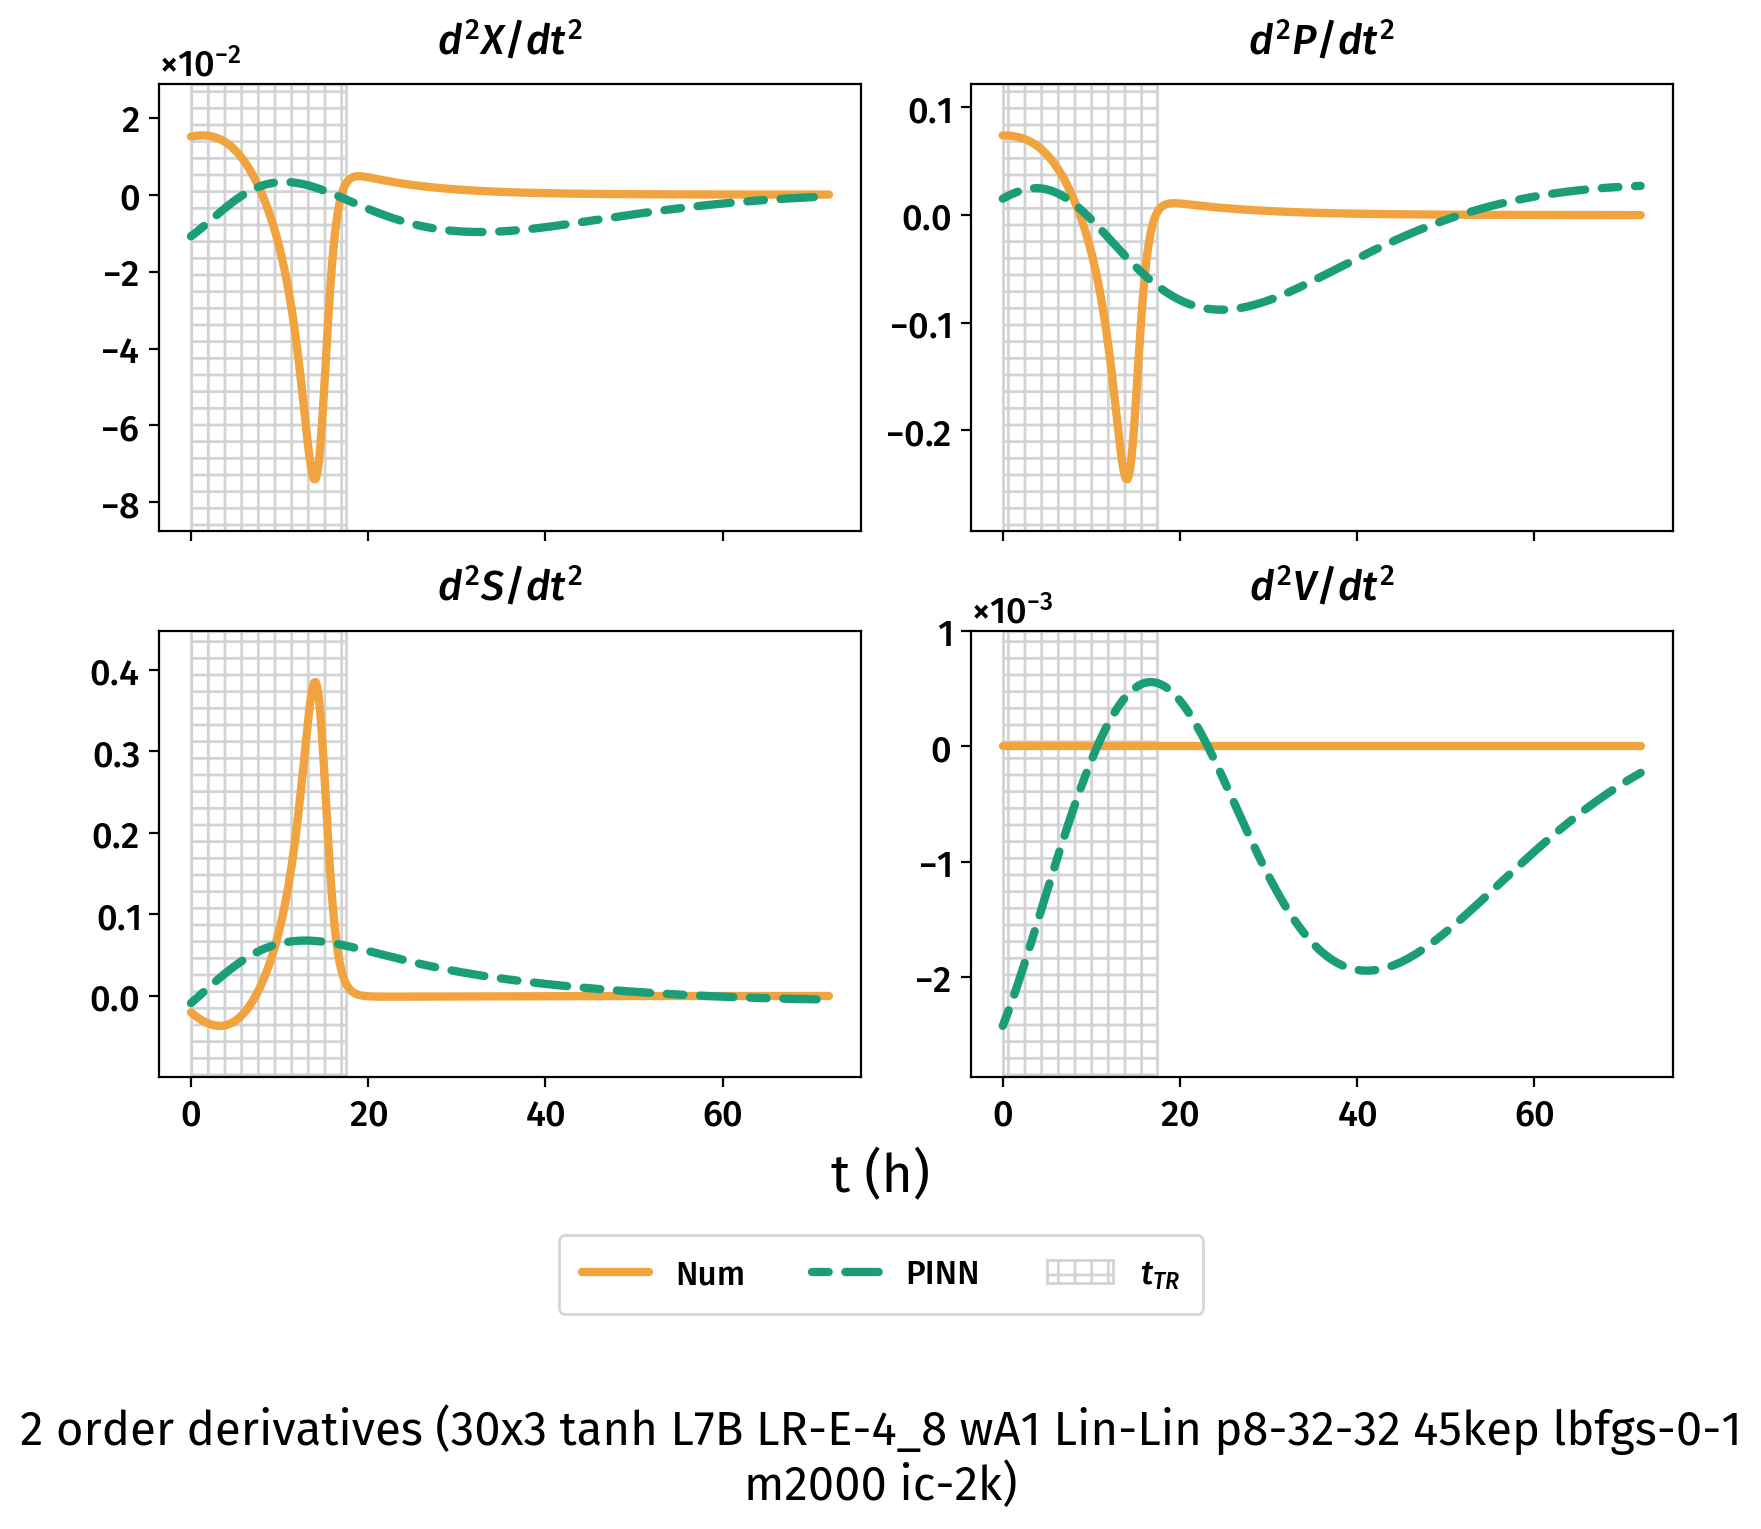 d²X/dt²
×10⁻²
2
0
−2
−4
−6
−8
d²P/dt²
0.1
0.0
−0.1
−0.2
d²S/dt²
0.4
0.3
0.2
0.1
0.0
0 20 40 60
d²V/dt²
×10⁻³
1
0
−1
−2
0 20 40 60
t (h)
Num PINN t_TR
2 order derivatives (30x3 tanh L7B LR-E-4_8 wA1 Lin-Lin p8-32-32 45kep lbfgs-0-1
m2000 ic-2k)